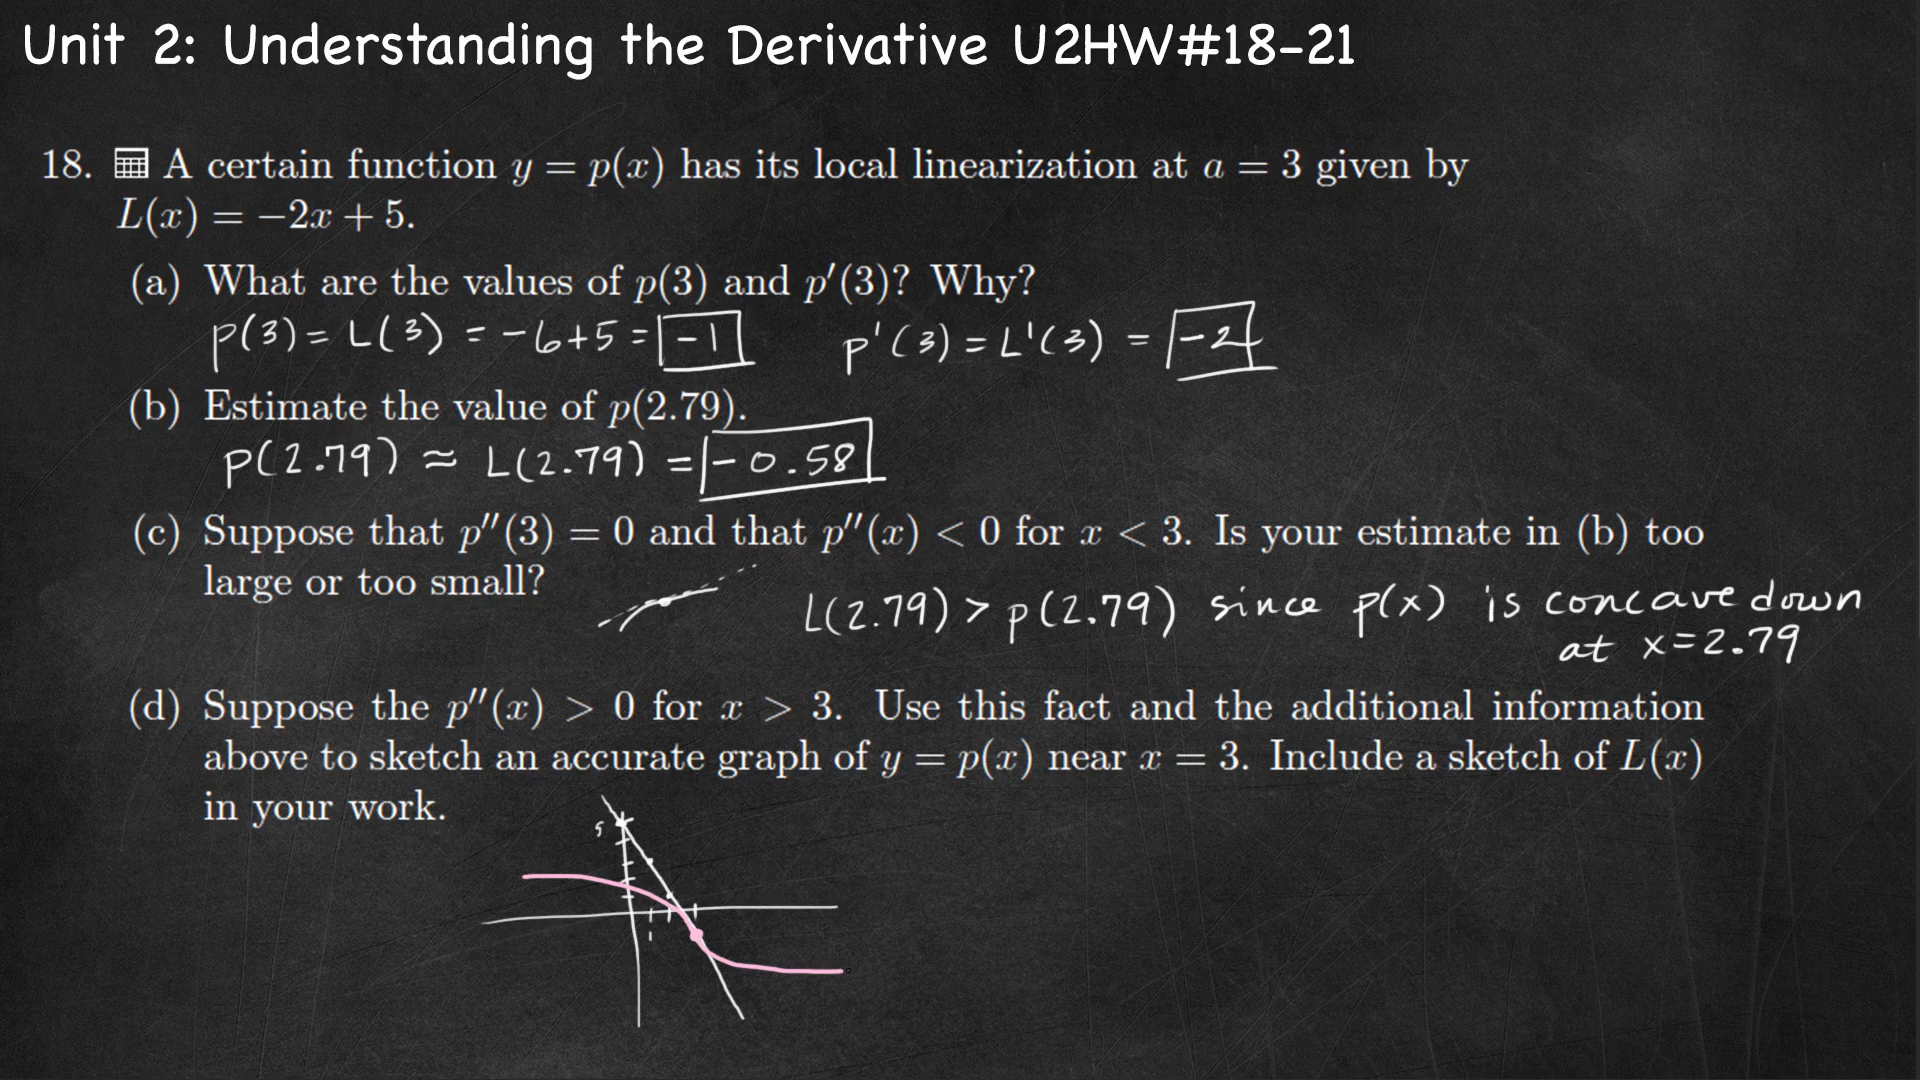 Unit 2: Understanding the Derivative U2HW#18-21
18. A certain function y = p(x) has its local linearization at a = 3 given by
L(x) = −2x + 5.
(a) What are the values of p(3) and p′(3)? Why?
p(3) = L(3) = -6+5 = -1 p'(3) = L'(3) = -2
(b) Estimate the value of p(2.79).
p(2.79) ≈ L(2.79) = -0.58
(c) Suppose that p″(3) = 0 and that p″(x) < 0 for x < 3. Is your estimate in (b) too
large or too small?
L(2.79) > p(2.79) since p(x) is concave down
at x=2.79
(d) Suppose the p″(x) > 0 for x > 3. Use this fact and the additional information
above to sketch an accurate graph of y = p(x) near x = 3. Include a sketch of L(x)
in your work.
5
1